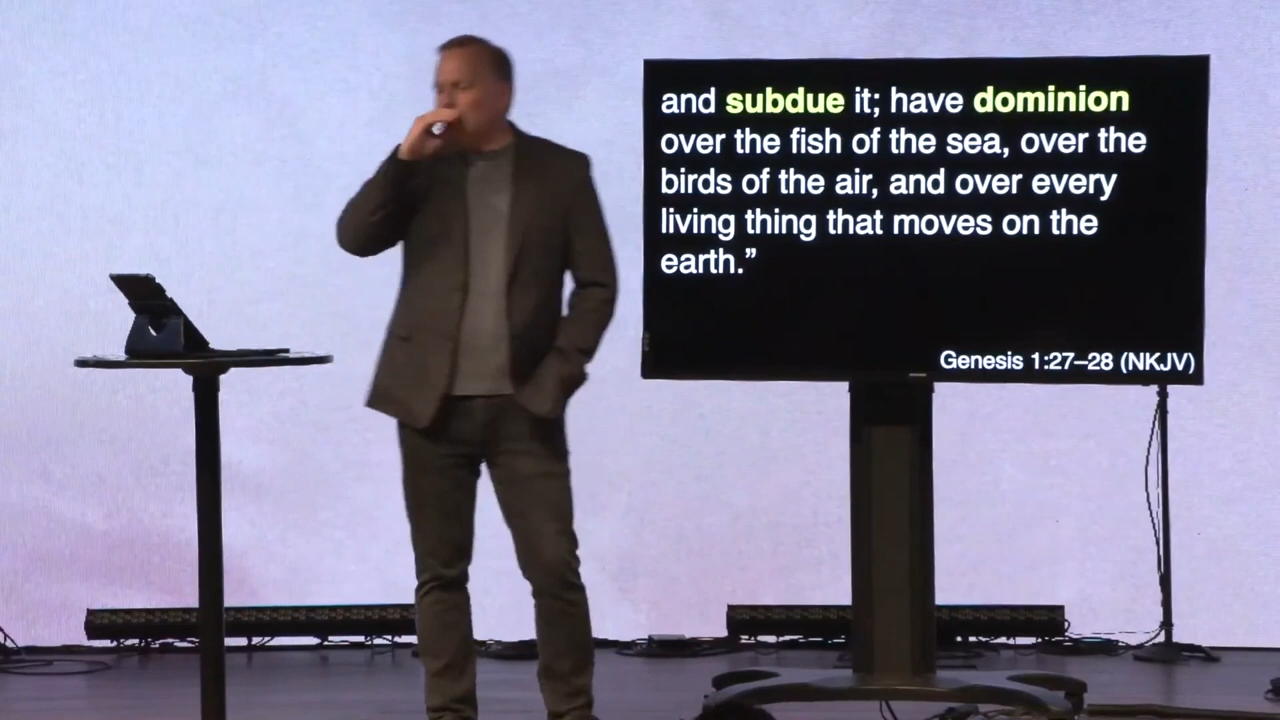 and subdue it; have dominion
over the fish of the sea, over the
birds of the air, and over every
living thing that moves on the
earth.”
Genesis 1:27–28 (NKJV)